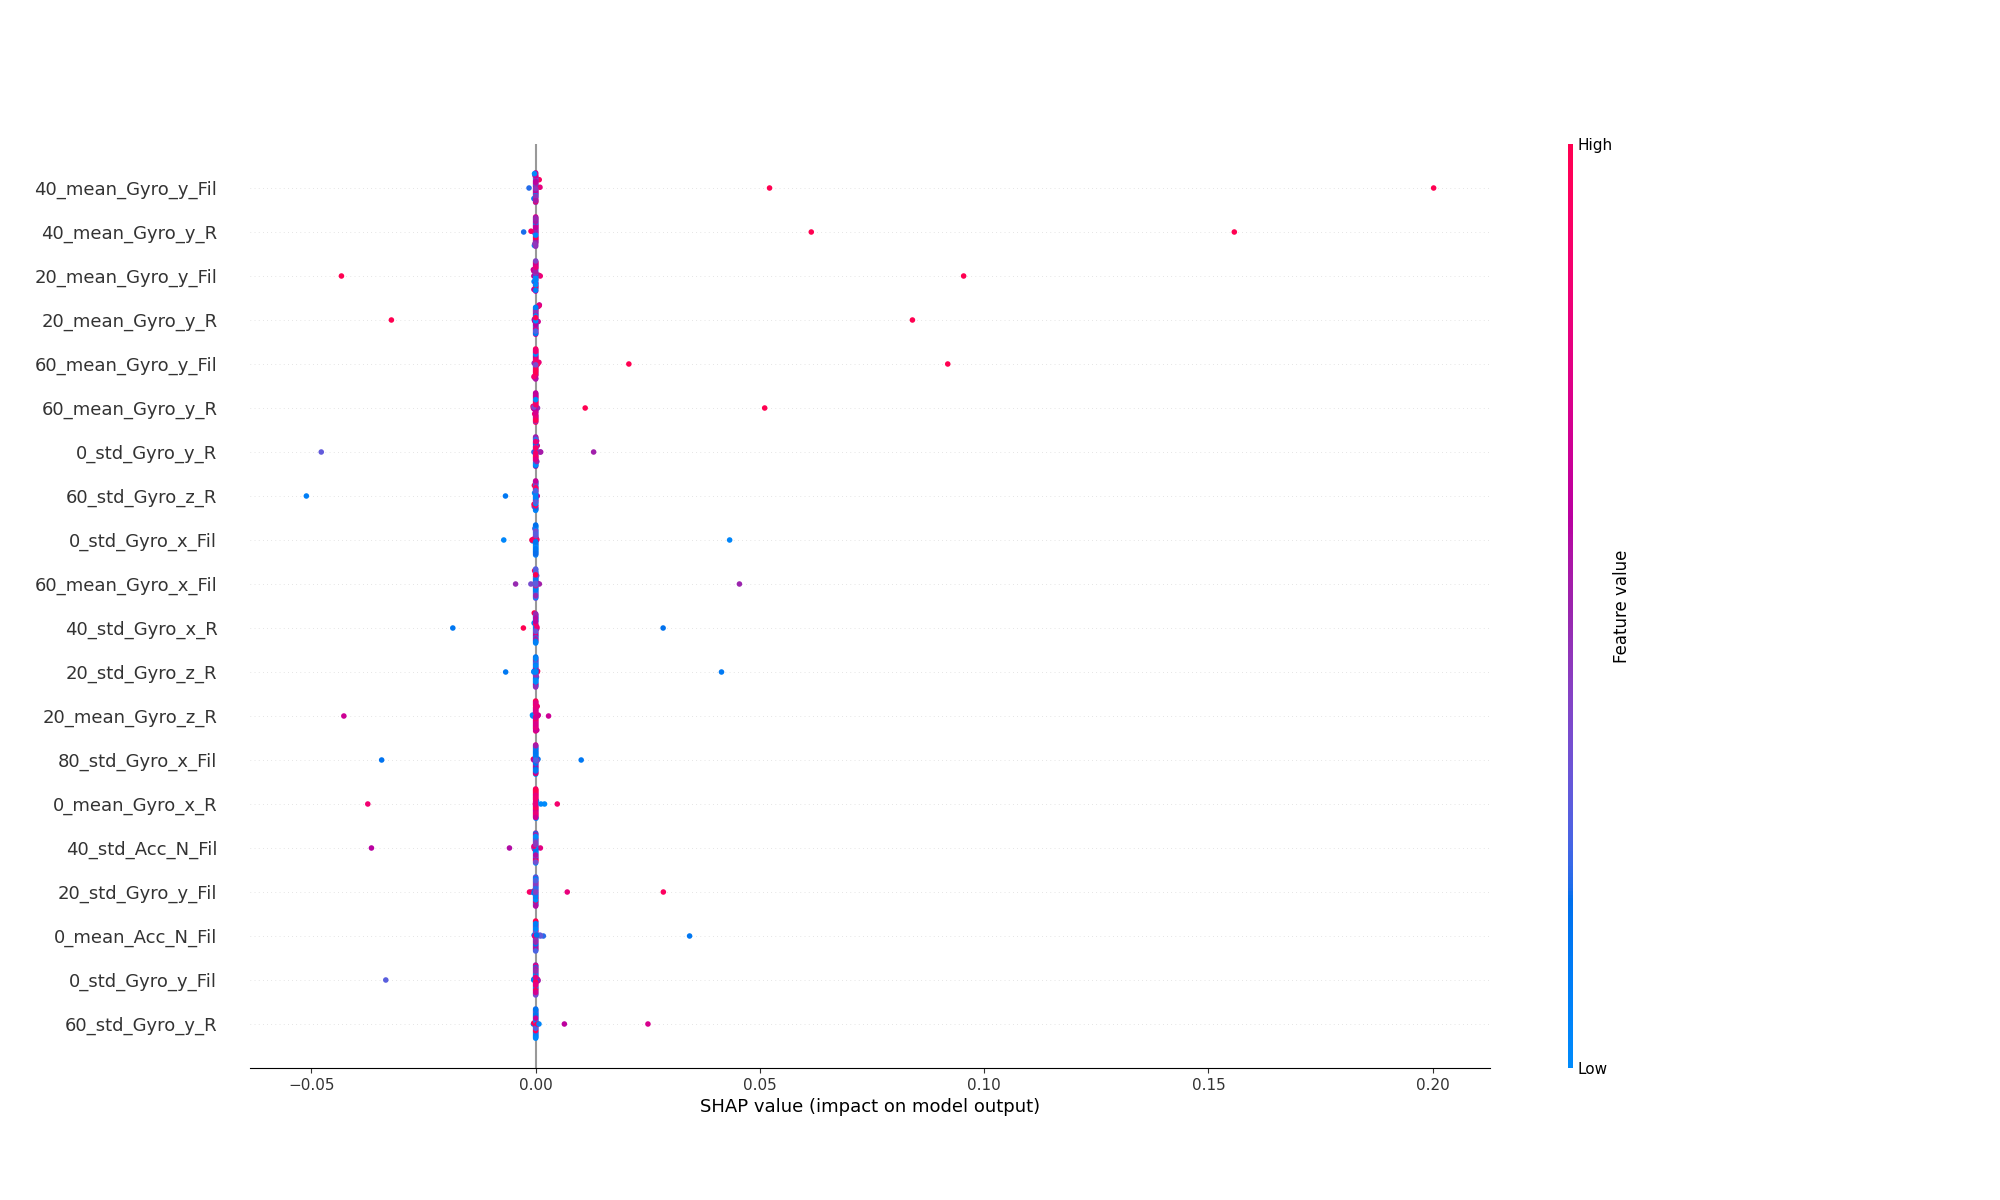 High
40_mean_Gyro_y_Fil
40_mean_Gyro_y_R
20_mean_Gyro_y_Fil
20_mean_Gyro_y_R
60_mean_Gyro_y_Fil
60_mean_Gyro_y_R
0_std_Gyro_y_R
60_std_Gyro_z_R
0_std_Gyro_x_Fil
60_mean_Gyro_x_Fil
40_std_Gyro_x_R
20_std_Gyro_z_R
20_mean_Gyro_z_R
80_std_Gyro_x_Fil
0_mean_Gyro_x_R
40_std_Acc_N_Fil
20_std_Gyro_y_Fil
0_mean_Acc_N_Fil
0_std_Gyro_y_Fil
60_std_Gyro_y_R
Feature value
Low
−0.05 0.00 0.05 0.10 0.15 0.20
SHAP value (impact on model output)